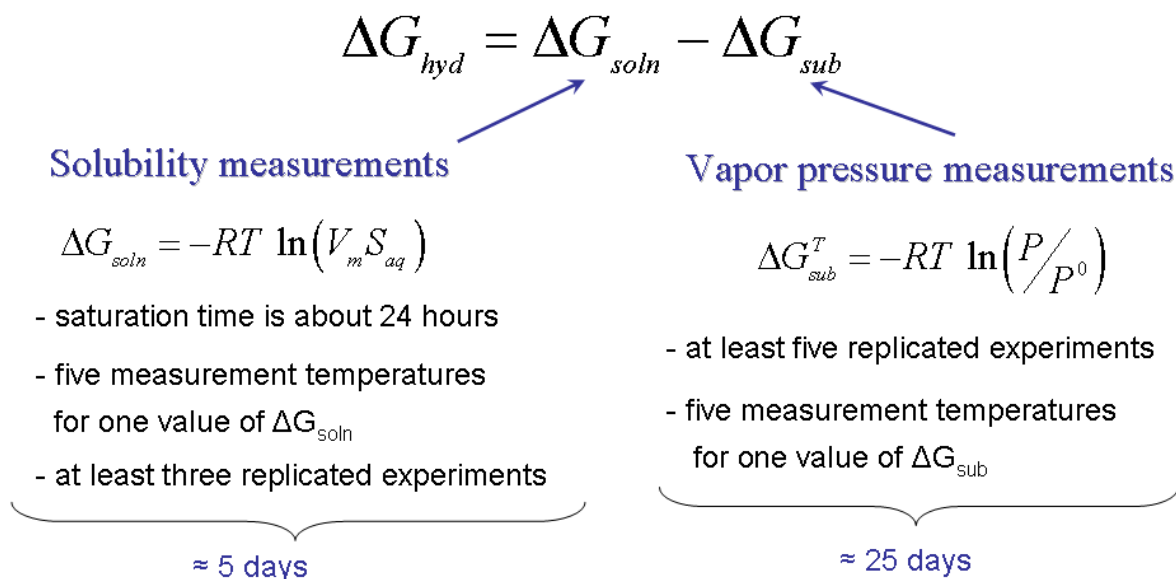 ΔG_hyd = ΔG_soln − ΔG_sub
Solubility measurements
ΔG_soln = −RT ln(V_m S_aq)
- saturation time is about 24 hours
- five measurement temperatures
for one value of ΔG_soln
- at least three replicated experiments
≈ 5 days
Vapor pressure measurements
ΔG^T_sub = −RT ln(P/P^0)
- at least five replicated experiments
- five measurement temperatures
for one value of ΔG_sub
≈ 25 days